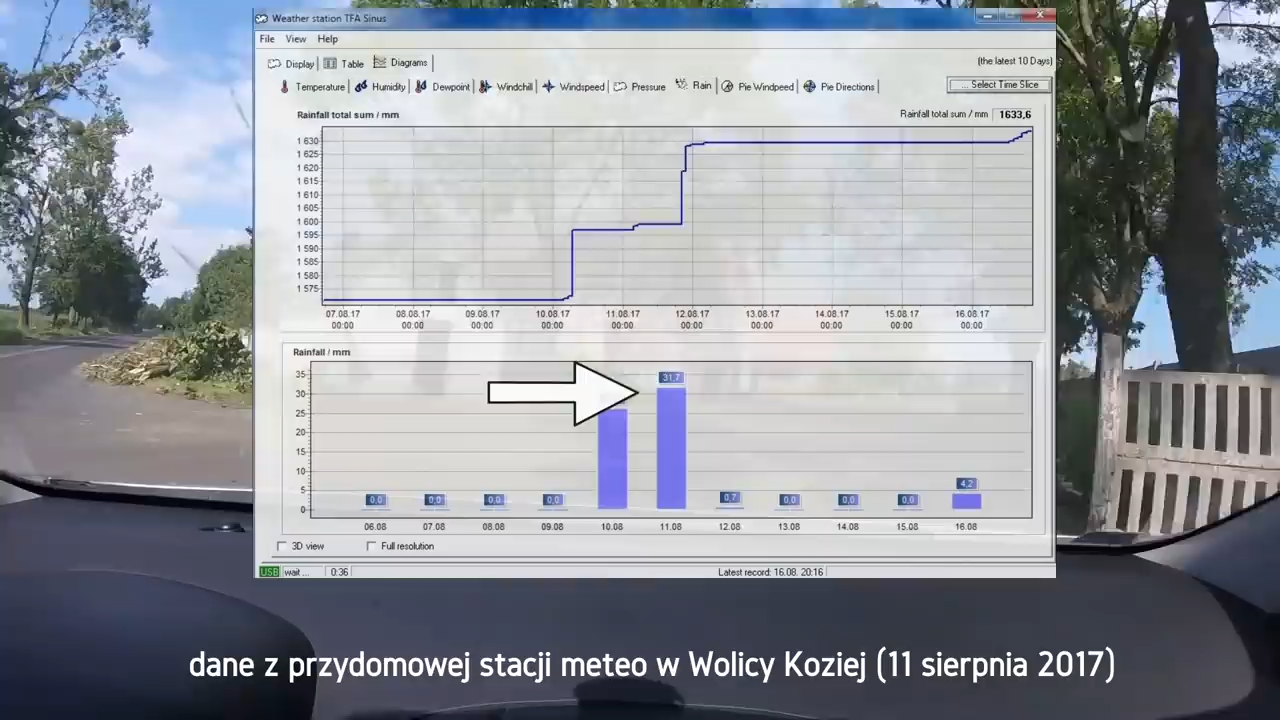 Weather station TFA Sinus
File View Help
Display Table Diagrams
(the latest 10 Days)
Temperature Humidity Dewpoint Windchill Windspeed Pressure Rain Pie Windpeed Pie Directions
... Select Time Slice
Rainfall total sum / mm
Rainfall total sum / mm 1633,6
1 630
1 625
1 620
1 615
1 610
1 605
1 600
1 595
1 590
1 585
1 580
1 575
07.08.17 08.08.17 09.08.17 10.08.17 11.08.17 12.08.17 13.08.17 14.08.17 15.08.17 16.08.17
00:00 00:00 00:00 00:00 00:00 00:00 00:00 00:00 00:00 00:00
Rainfall / mm
35
30
25
20
15
10
5
0
0,0 0,0 0,0 0,0 31,7 0,7 0,0 0,0 0,0 4,2
06.08 07.08 08.08 09.08 10.08 11.08 12.08 13.08 14.08 15.08 16.08
3D view Full resolution
USB wait ... 0:36 Latest record: 16.08. 20:16
dane z przydomowej stacji meteo w Wolicy Koziej (11 sierpnia 2017)